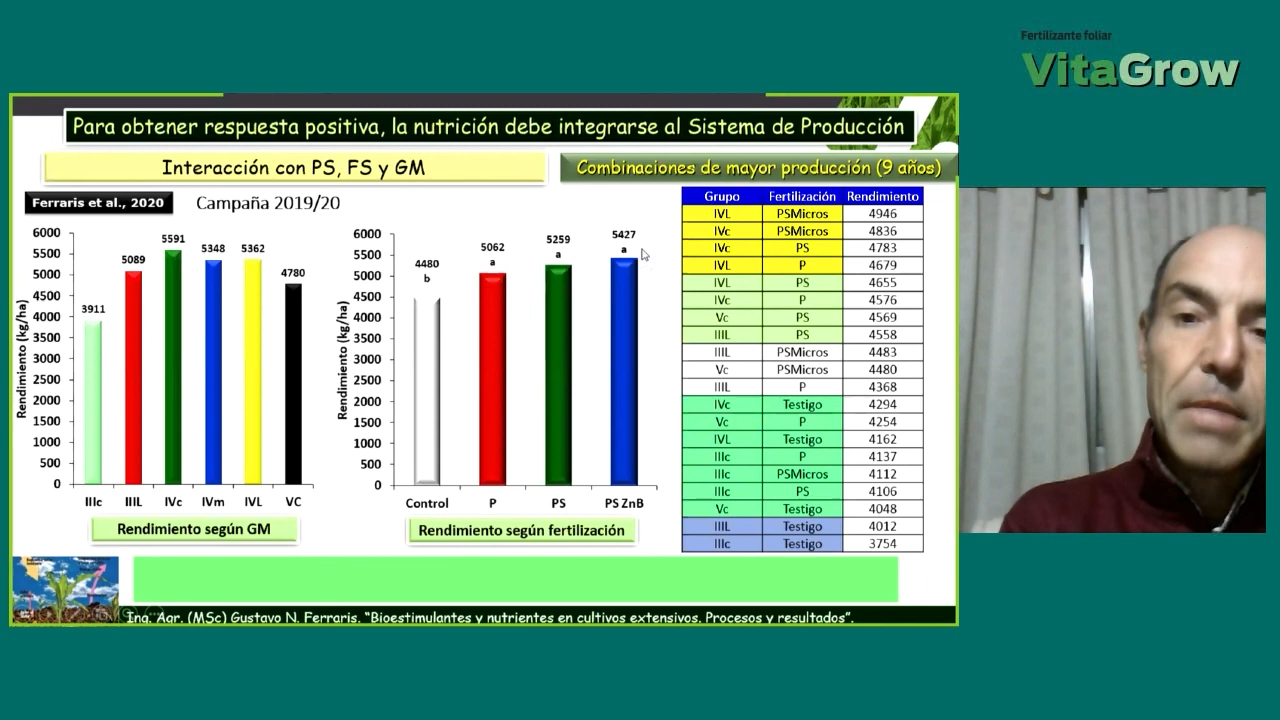 Fertilizante foliar
VitaGrow
Para obtener respuesta positiva, la nutrición debe integrarse al Sistema de Producción
Interacción con PS, FS y GM
Combinaciones de mayor producción (9 años)
Ferraris et al., 2020
Campaña 2019/20
Rendimiento (kg/ha)
6000
5500
5000
4500
4000
3500
3000
2500
2000
1500
1000
500
0
3911
5089
5591
5348
5362
4780
IIIc IIIL IVc IVm IVL VC
Rendimiento según GM
Rendimiento (kg/ha)
6000
5500
5000
4500
4000
3500
3000
2500
2000
1500
1000
500
0
4480
b
5062
a
5259
a
5427
a
Control P PS PS ZnB
Rendimiento según fertilización
Grupo Fertilización Rendimiento
IVL PSMicros 4946
IVc PSMicros 4836
IVc PS 4783
IVL P 4679
IVL PS 4655
IVc P 4576
Vc PS 4569
IIIL PS 4558
IIIL PSMicros 4483
Vc PSMicros 4480
IIIL P 4368
IVc Testigo 4294
Vc P 4254
IVL Testigo 4162
IIIc P 4137
IIIc PSMicros 4112
IIIc PS 4106
Vc Testigo 4048
IIIL Testigo 4012
IIIc Testigo 3754
Ing. Agr. (MSc) Gustavo N. Ferraris. “Bioestimulantes y nutrientes en cultivos extensivos. Procesos y resultados”.